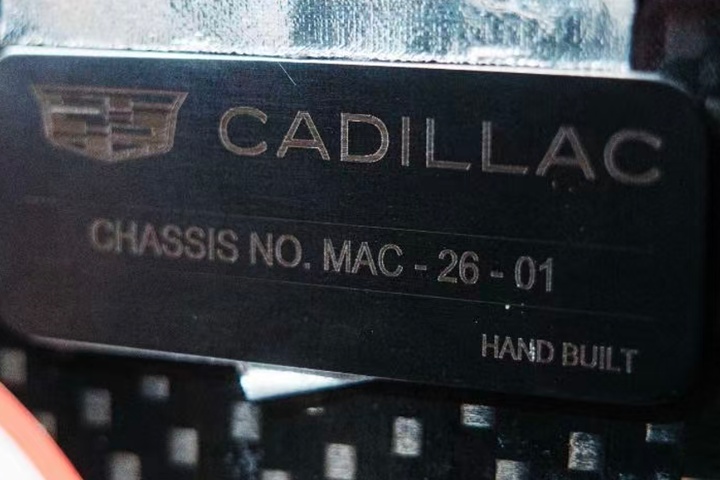 CADILLAC
CHASSIS NO. MAC - 26 - 01
HAND BUILT